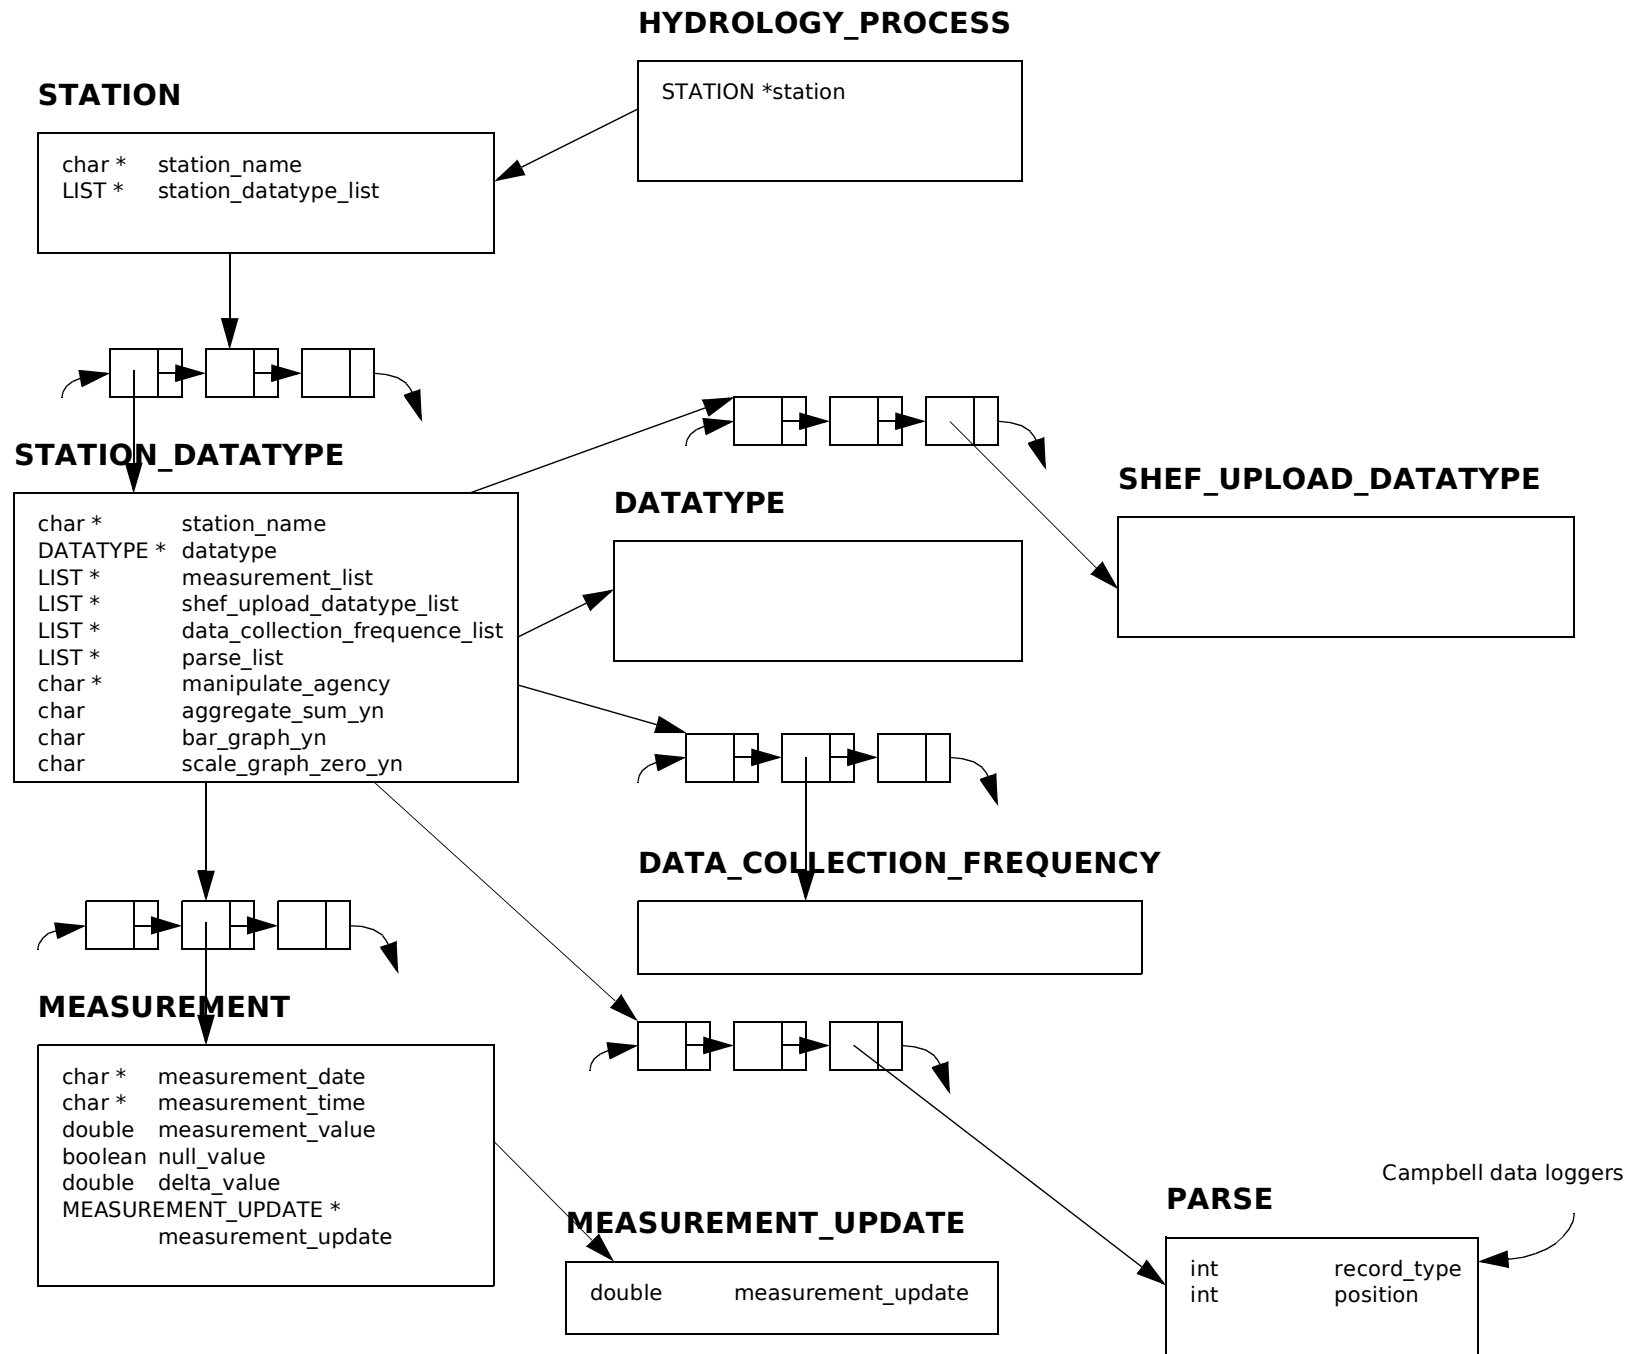 HYDROLOGY_PROCESS
STATION *station
STATION
char * station_name
LIST * station_datatype_list
STATION_DATATYPE
char * station_name
DATATYPE * datatype
LIST * measurement_list
LIST * shef_upload_datatype_list
LIST * data_collection_frequence_list
LIST * parse_list
char * manipulate_agency
char aggregate_sum_yn
char bar_graph_yn
char scale_graph_zero_yn
DATATYPE
SHEF_UPLOAD_DATATYPE
DATA_COLLECTION_FREQUENCY
MEASUREMENT
char * measurement_date
char * measurement_time
double measurement_value
boolean null_value
double delta_value
MEASUREMENT_UPDATE *
measurement_update
MEASUREMENT_UPDATE
double measurement_update
Campbell data loggers
PARSE
int record_type
int position